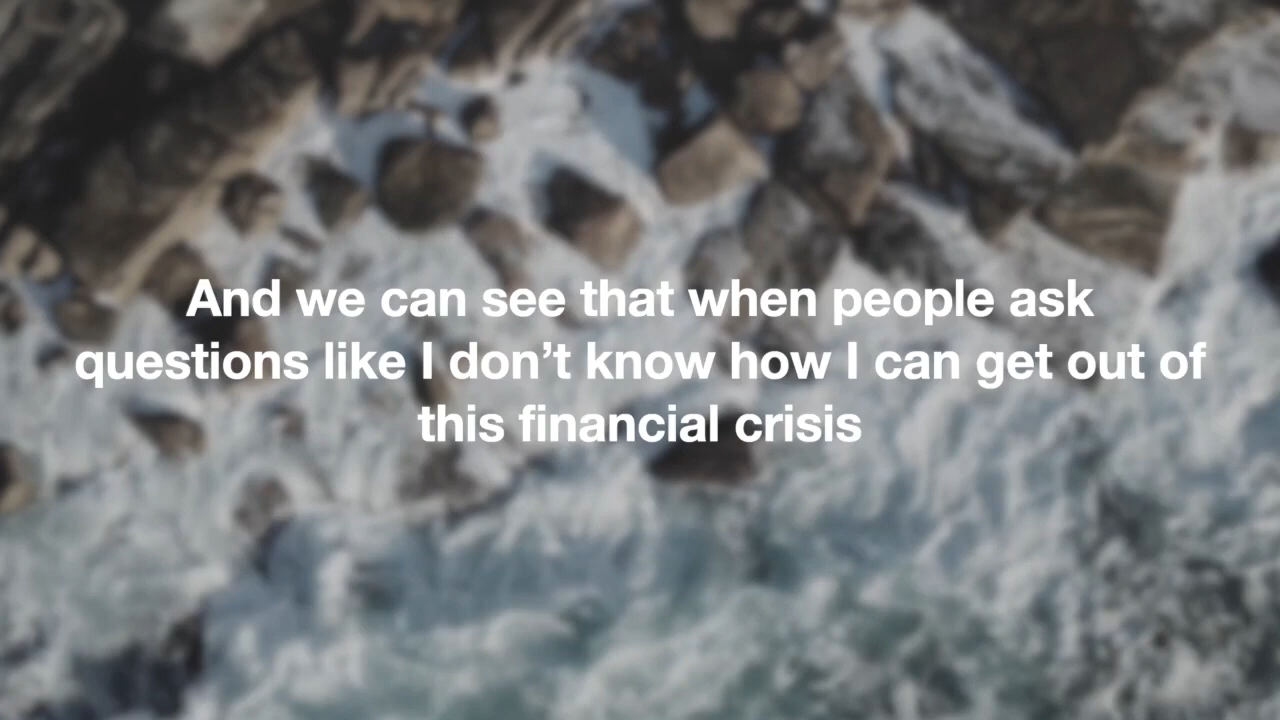 And we can see that when people ask
questions like I don’t know how I can get out of
this financial crisis